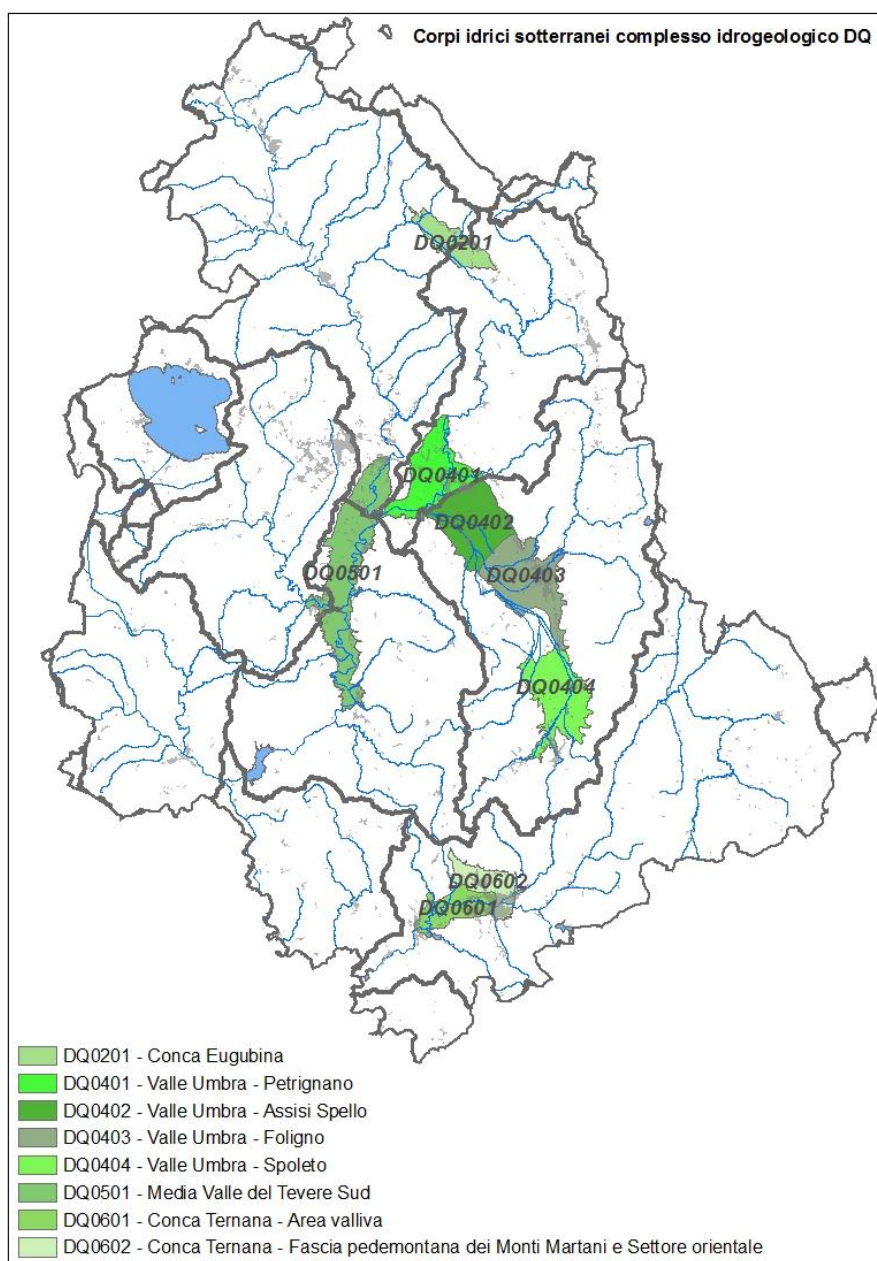 Corpi idrici sotterranei complesso idrogeologico DQ
DQ0201
DQ0401
DQ0402
DQ0501
DQ0403
DQ0404
DQ0602
DQ0601
DQ0201 - Conca Eugubina
DQ0401 - Valle Umbra - Petrignano
DQ0402 - Valle Umbra - Assisi Spello
DQ0403 - Valle Umbra - Foligno
DQ0404 - Valle Umbra - Spoleto
DQ0501 - Media Valle del Tevere Sud
DQ0601 - Conca Ternana - Area valliva
DQ0602 - Conca Ternana - Fascia pedemontana dei Monti Martani e Settore orientale